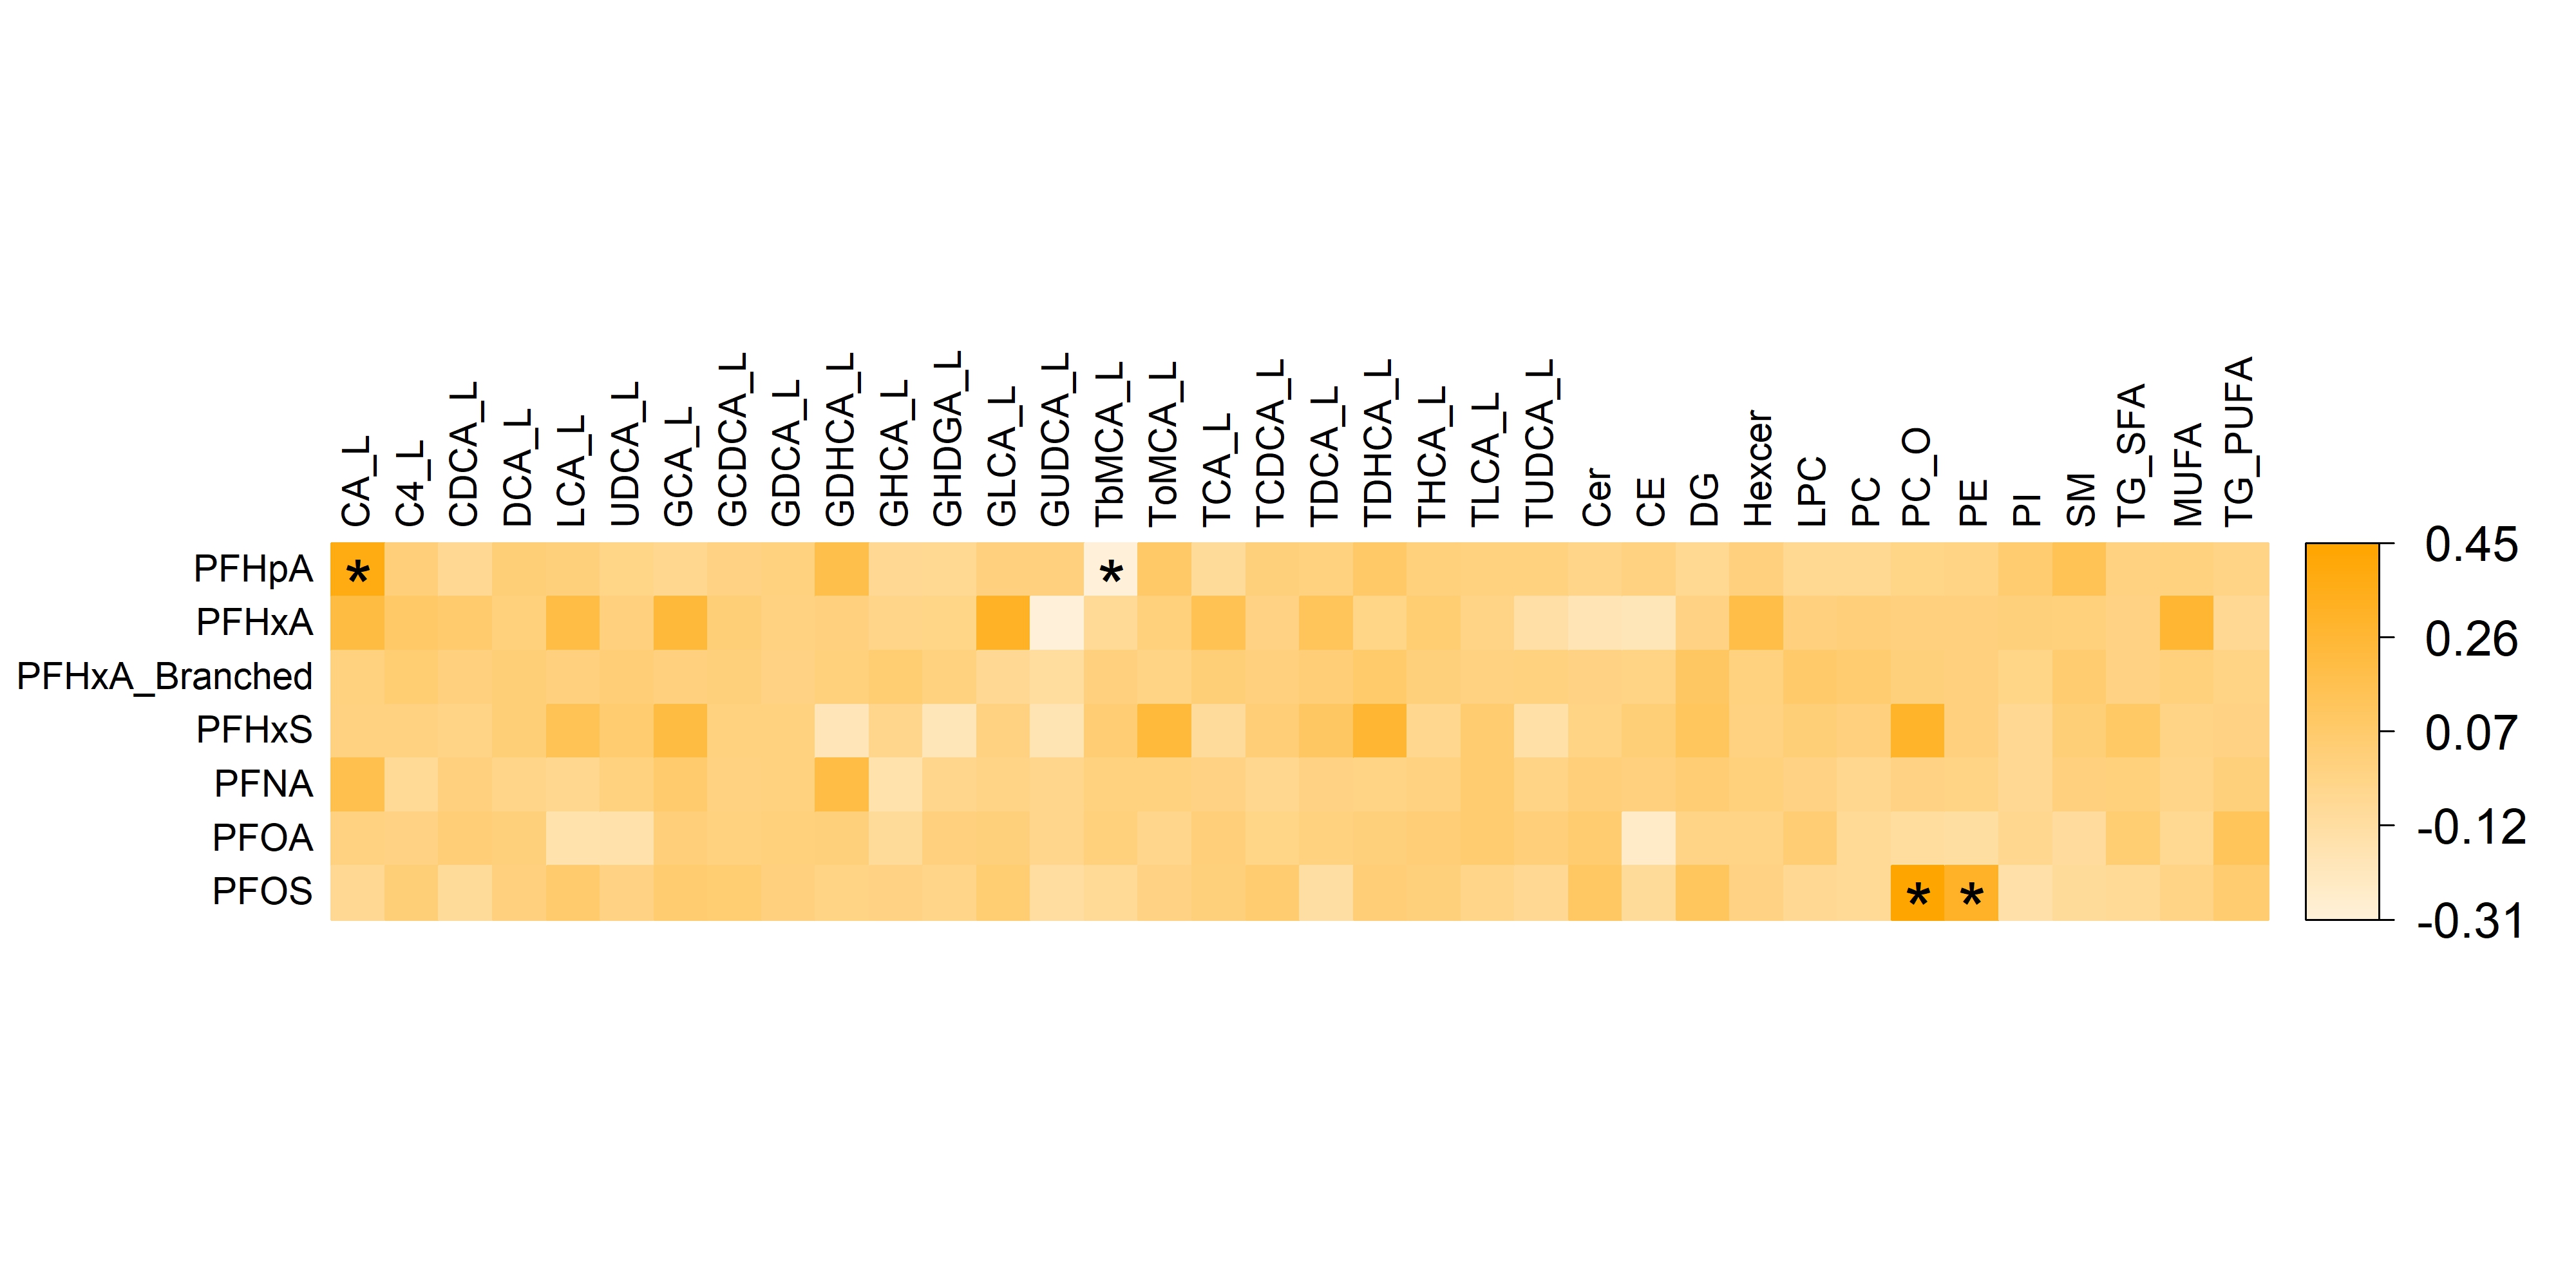 CA_L
C4_L
CDCA_L
DCA_L
LCA_L
UDCA_L
GCA_L
GCDCA_L
GDCA_L
GDHCA_L
GHCA_L
GHDGA_L
GLCA_L
GUDCA_L
TbMCA_L
ToMCA_L
TCA_L
TCDCA_L
TDCA_L
TDHCA_L
THCA_L
TLCA_L
TUDCA_L
Cer
CE
DG
Hexcer
LPC
PC
PC_O
PE
PI
SM
TG_SFA
MUFA
TG_PUFA
PFHpA * *
PFHxA
PFHxA_Branched
PFHxS
PFNA
PFOA
PFOS * *
0.45
0.26
0.07
-0.12
-0.31